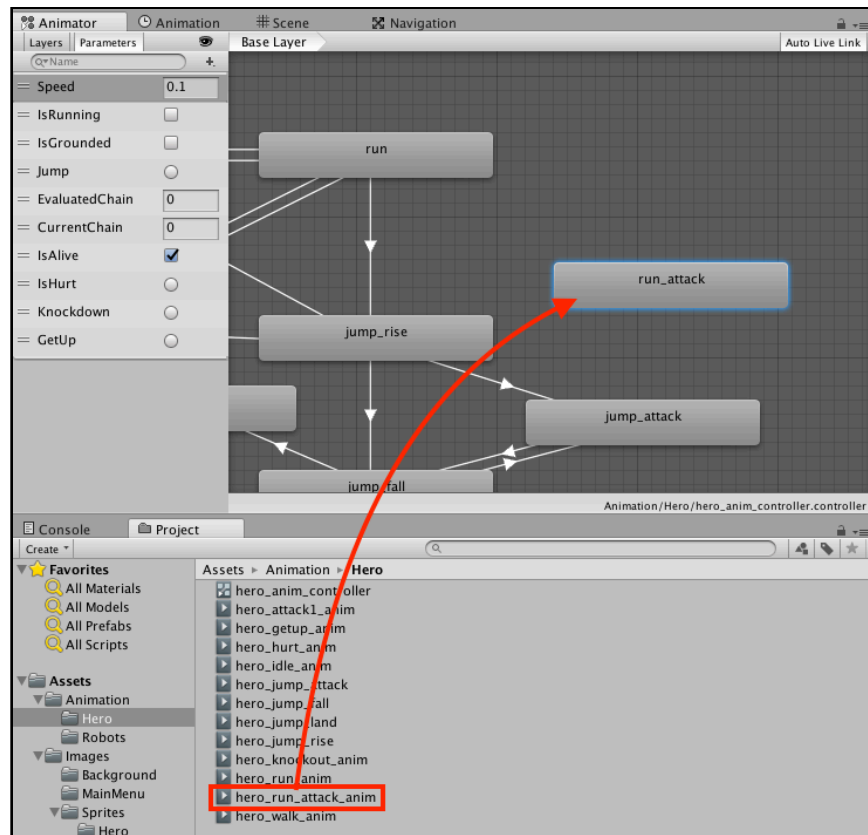 Animator Animation Scene Navigation
Layers Parameters Base Layer Auto Live Link
Name
Speed 0.1
IsRunning
IsGrounded
Jump
EvaluatedChain 0
CurrentChain 0
IsAlive
IsHurt
Knockdown
GetUp
run
run_attack
jump_rise
jump_attack
jump_fall
Animation/Hero/hero_anim_controller.controller
Console Project
Create
Favorites
All Materials
All Models
All Prefabs
All Scripts
Assets
Animation
Hero
Robots
Images
Background
MainMenu
Sprites
Hero
Assets Animation Hero
hero_anim_controller
hero_attack1_anim
hero_getup_anim
hero_hurt_anim
hero_idle_anim
hero_jump_attack
hero_jump_fall
hero_jump_land
hero_jump_rise
hero_knockout_anim
hero_run_anim
hero_run_attack_anim
hero_walk_anim